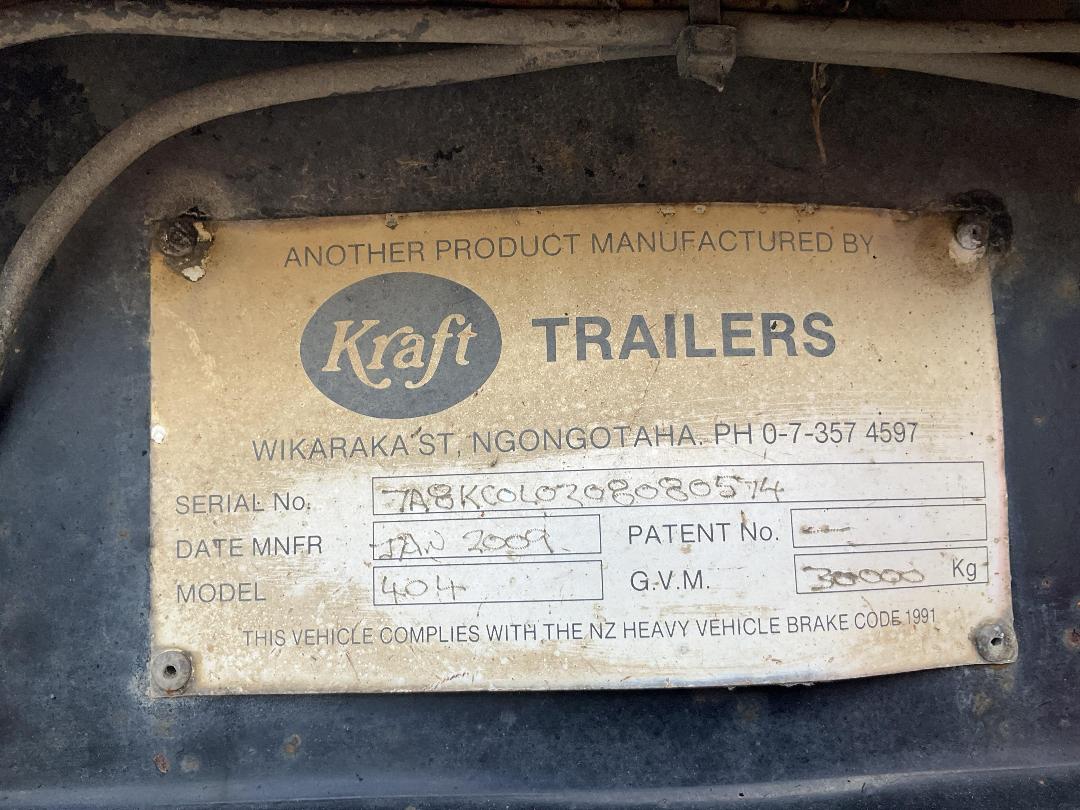 ANOTHER PRODUCT MANUFACTURED BY
Kraft TRAILERS
WIKARAKA ST, NGONGOTAHA. PH 0-7-357 4597
SERIAL No. 7A8KC0L0208080574
DATE MNFR JAN 2009. PATENT No. --
MODEL 404 G.V.M. 30000 Kg
THIS VEHICLE COMPLIES WITH THE NZ HEAVY VEHICLE BRAKE CODE 1991